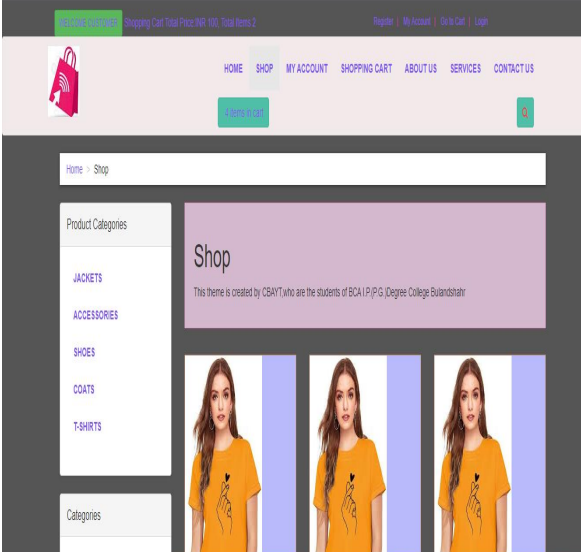 WELCOME CUSTOMER Shopping Cart Total Price:INR 100, Total Items 2
Register | My Account | Go to Cart | Login
HOME SHOP MY ACCOUNT SHOPPING CART ABOUT US SERVICES CONTACT US
4 items in cart
Home > Shop
Product Categories
JACKETS
ACCESSORIES
SHOES
COATS
T-SHIRTS
Categories
Shop
This theme is created by CBAYT,who are the students of BCA I.P.(P.G.)Degree College Bulandshahr